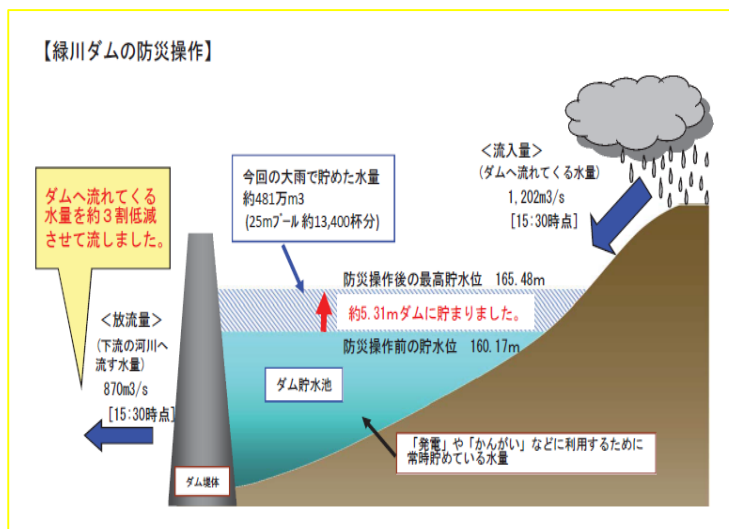 【緑川ダムの防災操作】
ダムへ流れてくる
水量を約３割低減
させて流しました。
今回の大雨で貯めた水量
約481万m3
(25mﾌﾟｰﾙ 約13,400杯分)
＜流入量＞
(ダムへ流れてくる水量)
1,202m3/s
[15:30時点]
防災操作後の最高貯水位 165.48m
約5.31mダムに貯まりました。
防災操作前の貯水位 160.17m
＜放流量＞
(下流の河川へ
流す水量)
870m3/s
[15:30時点]
ダム貯水池
「発電」や「かんがい」などに利用するために
常時貯めている水量
ダム堤体